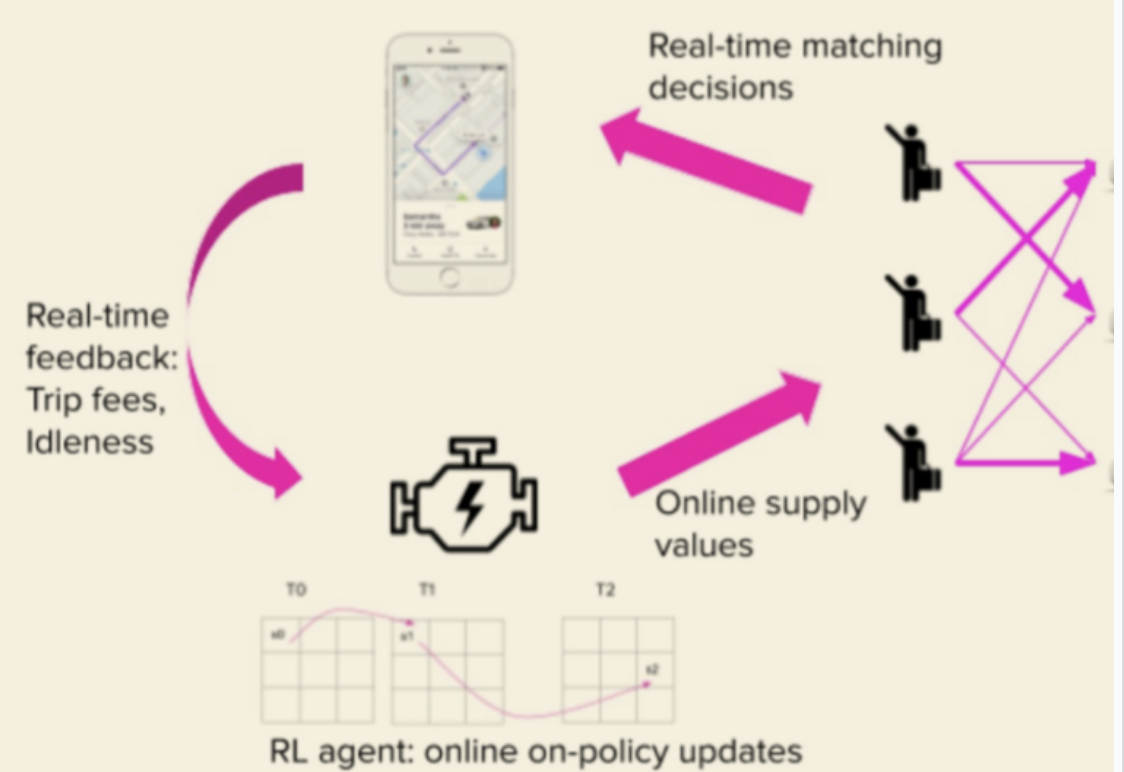 Real-time matching
decisions
Real-time
feedback:
Trip fees,
Idleness
Online supply
values
T0 T1 T2
s0 s1 s2
RL agent: online on-policy updates